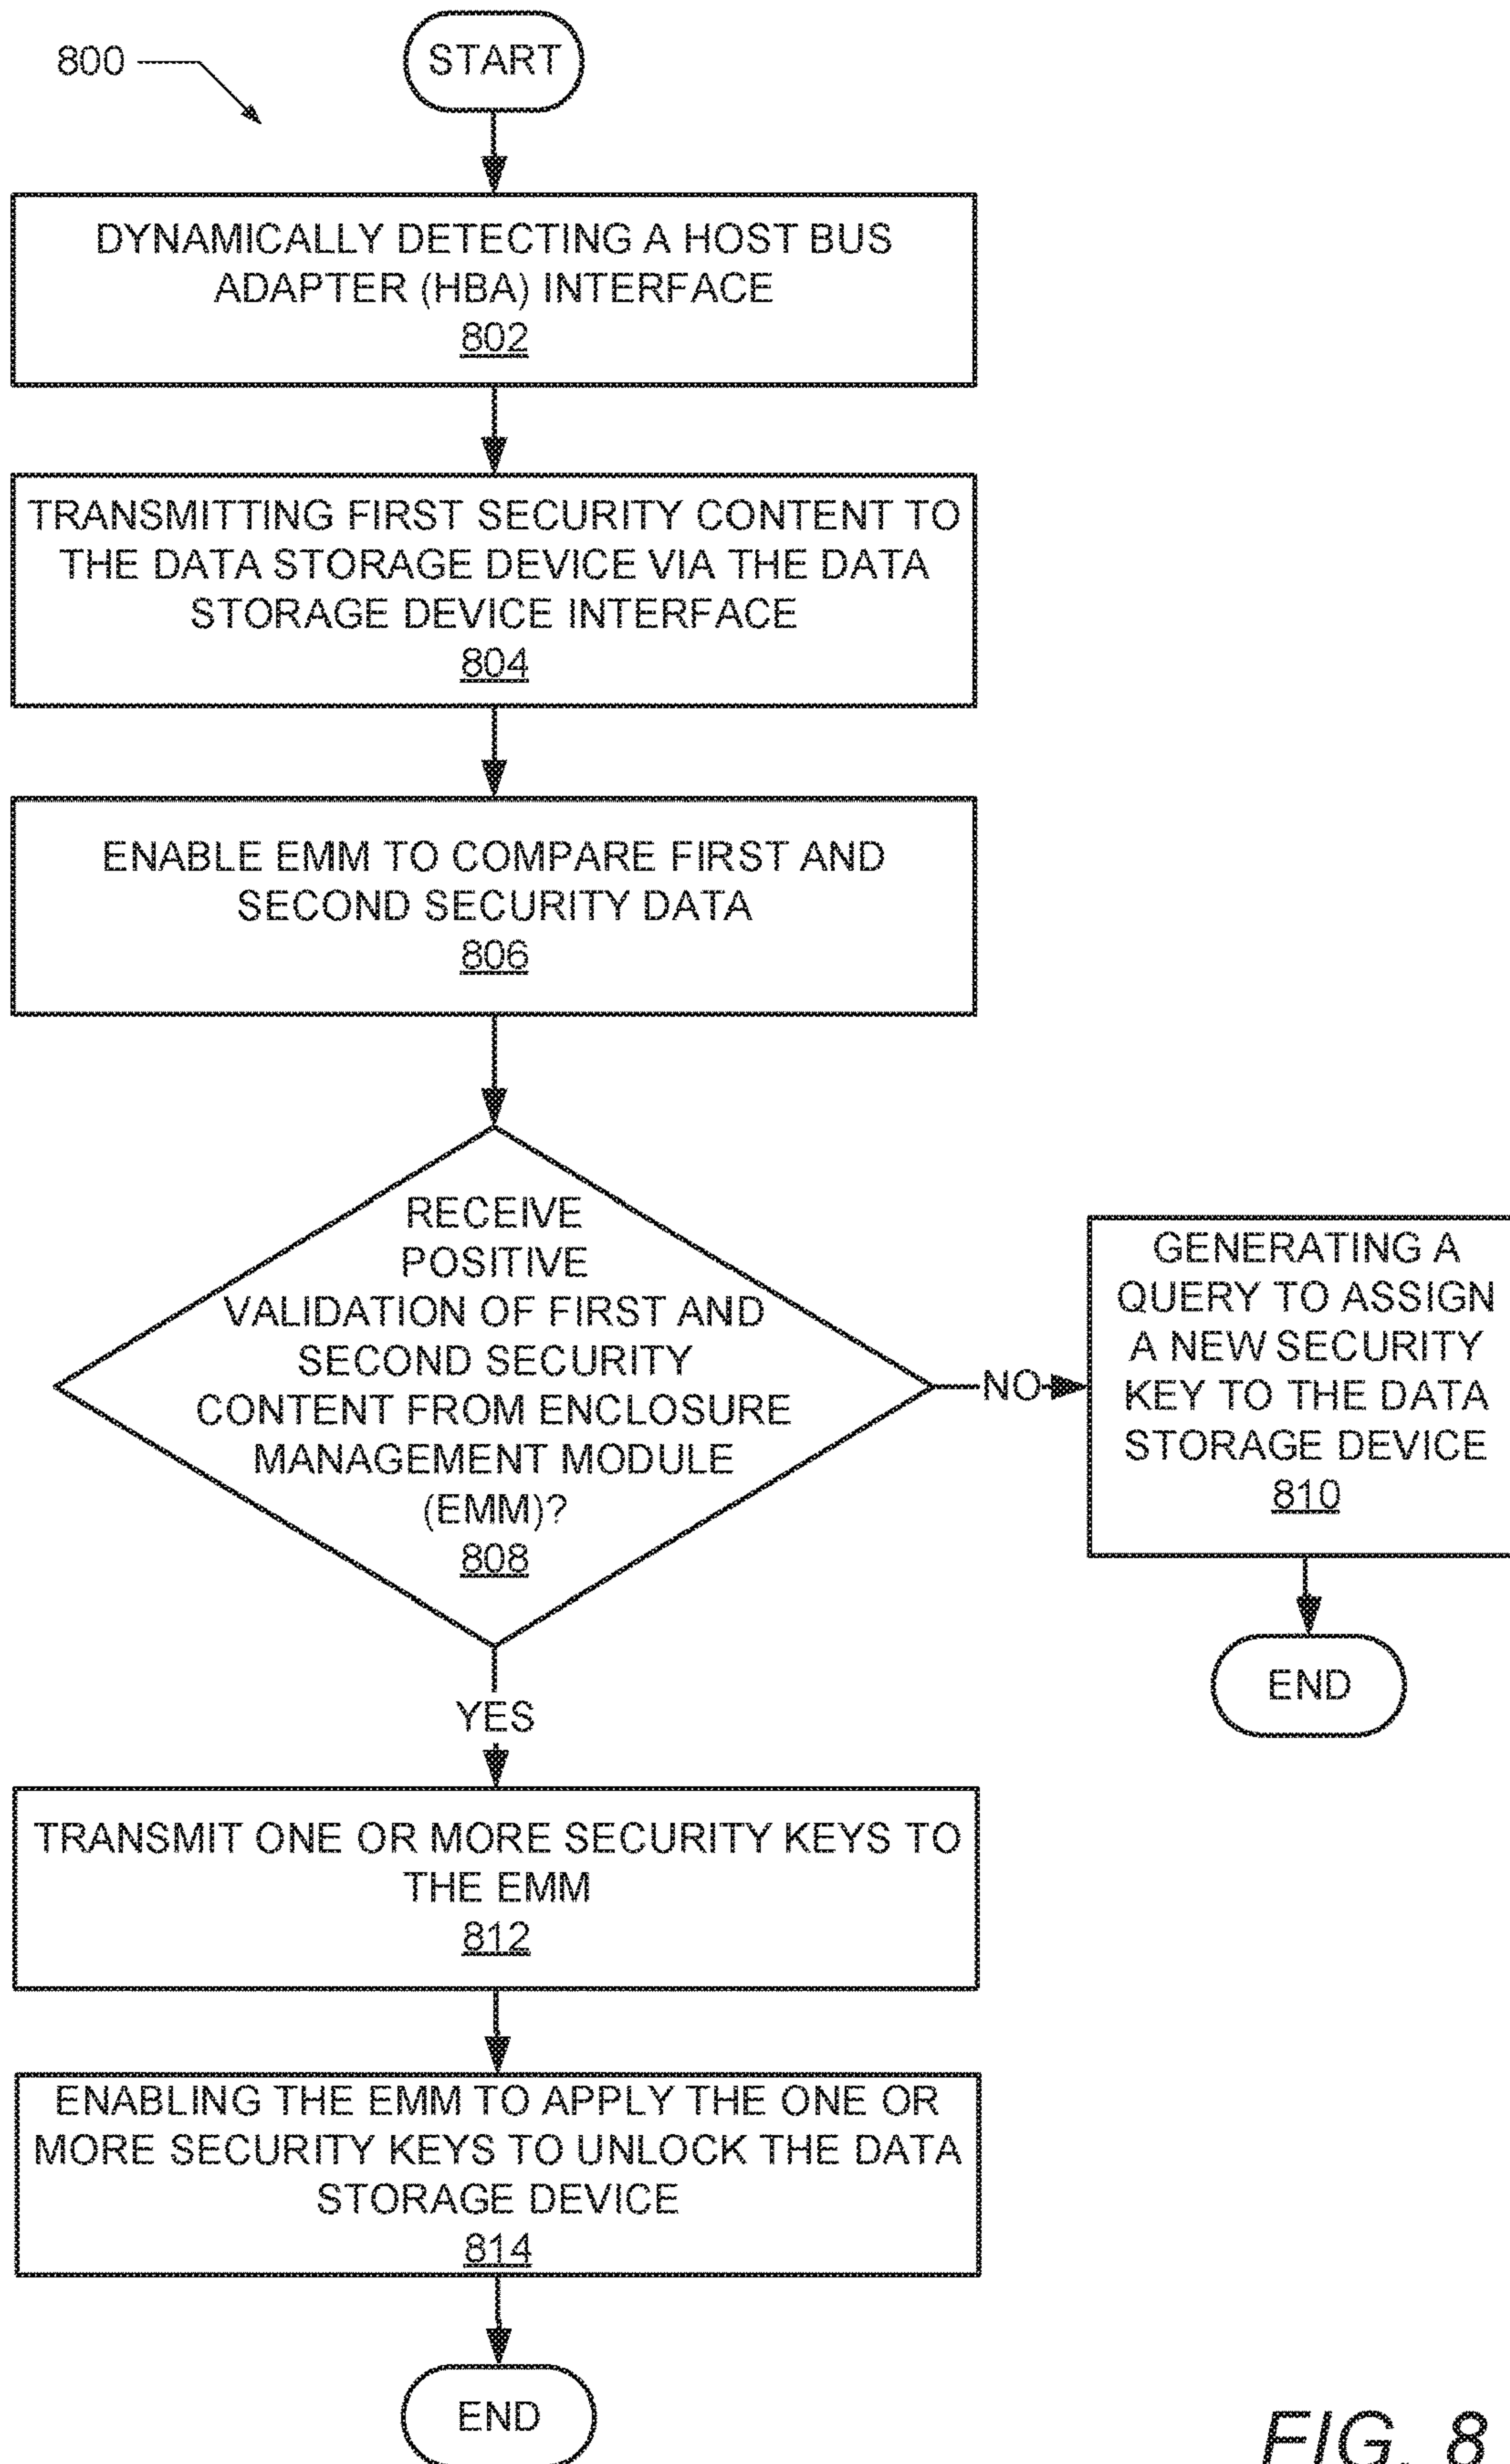 800
START
DYNAMICALLY DETECTING A HOST BUS
ADAPTER (HBA) INTERFACE
802
TRANSMITTING FIRST SECURITY CONTENT TO
THE DATA STORAGE DEVICE VIA THE DATA
STORAGE DEVICE INTERFACE
804
ENABLE EMM TO COMPARE FIRST AND
SECOND SECURITY DATA
806
RECEIVE
POSITIVE
VALIDATION OF FIRST AND
SECOND SECURITY
CONTENT FROM ENCLOSURE
MANAGEMENT MODULE
(EMM)?
808
NO
GENERATING A
QUERY TO ASSIGN
A NEW SECURITY
KEY TO THE DATA
STORAGE DEVICE
810
END
YES
TRANSMIT ONE OR MORE SECURITY KEYS TO
THE EMM
812
ENABLING THE EMM TO APPLY THE ONE OR
MORE SECURITY KEYS TO UNLOCK THE DATA
STORAGE DEVICE
814
END
FIG. 8